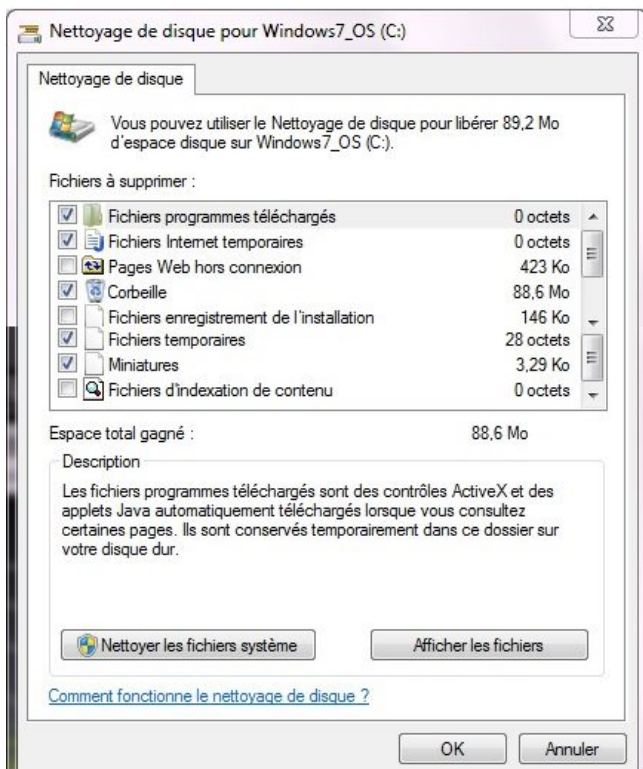 Nettoyage de disque pour Windows7_OS (C:)
Nettoyage de disque
Vous pouvez utiliser le Nettoyage de disque pour libérer 89,2 Mo
d'espace disque sur Windows7_OS (C:).
Fichiers à supprimer :
Fichiers programmes téléchargés 0 octets
Fichiers Internet temporaires 0 octets
Pages Web hors connexion 423 Ko
Corbeille 88,6 Mo
Fichiers enregistrement de l'installation 146 Ko
Fichiers temporaires 28 octets
Miniatures 3,29 Ko
Fichiers d'indexation de contenu 0 octets
Espace total gagné : 88,6 Mo
Description
Les fichiers programmes téléchargés sont des contrôles ActiveX et des
applets Java automatiquement téléchargés lorsque vous consultez
certaines pages. Ils sont conservés temporairement dans ce dossier sur
votre disque dur.
Nettoyer les fichiers système Afficher les fichiers
Comment fonctionne le nettoyage de disque ?
OK Annuler